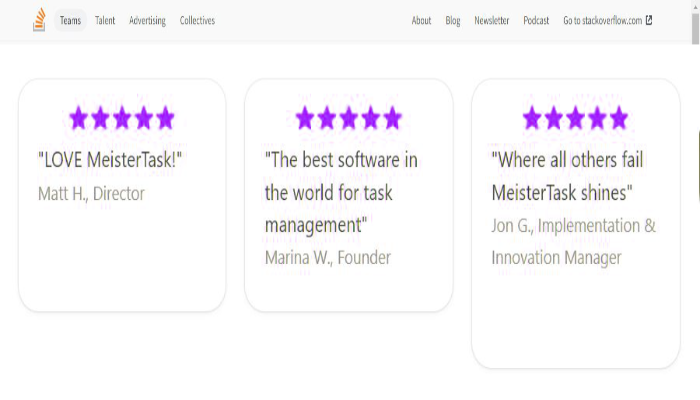 Teams Talent Advertising Collectives About Blog Newsletter Podcast Go to stackoverflow.com
"LOVE MeisterTask!"
Matt H., Director
"The best software in
the world for task
management"
Marina W., Founder
"Where all others fail
MeisterTask shines"
Jon G., Implementation &
Innovation Manager